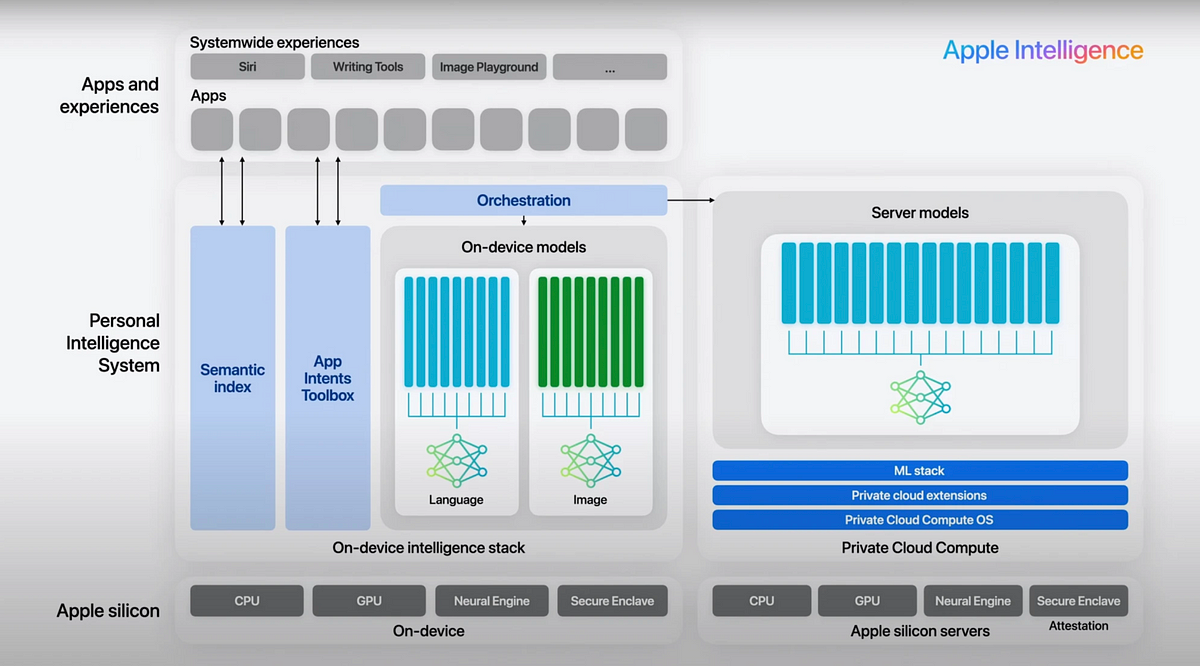 Apple Intelligence
Apps and
experiences
Systemwide experiences
Siri
Writing Tools
Image Playground
...
Apps
Personal
Intelligence
System
Semantic
index
App
Intents
Toolbox
Orchestration
On-device models
Language
Image
On-device intelligence stack
Server models
ML stack
Private cloud extensions
Private Cloud Compute OS
Private Cloud Compute
Apple silicon
CPU
GPU
Neural Engine
Secure Enclave
On-device
CPU
GPU
Neural Engine
Secure Enclave
Apple silicon servers
Attestation